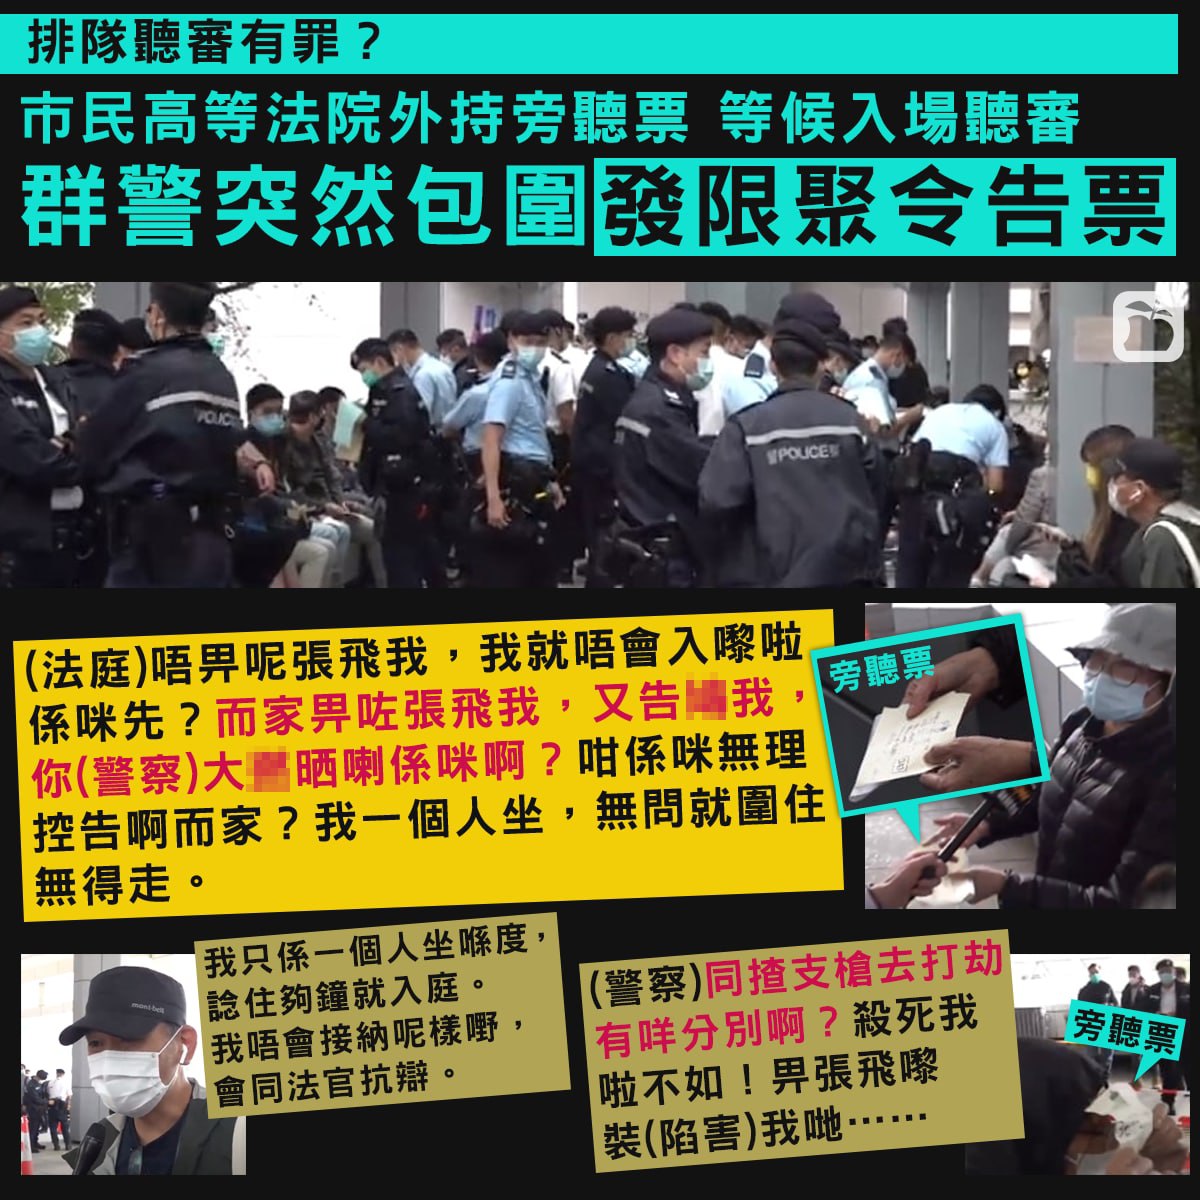 排隊聽審有罪？
市民高等法院外持旁聽票 等候入場聽審
群警突然包圍發限聚令告票
POLICE
警POLICE察
(法庭)唔畀呢張飛我，我就唔會入嚟啦
係咪先？而家畀咗張飛我，又告我，
你(警察)大晒喇係咪啊？咁係咪無理
控告啊而家？我一個人坐，無問就圍住
無得走。
旁聽票
我只係一個人坐喺度，
諗住夠鐘就入庭。
我唔會接納呢樣嘢，
會同法官抗辯。
mont-bell
(警察)同揸支槍去打劫
有咩分別啊？殺死我
啦不如！畀張飛嚟
裝(陷害)我哋……
旁聽票